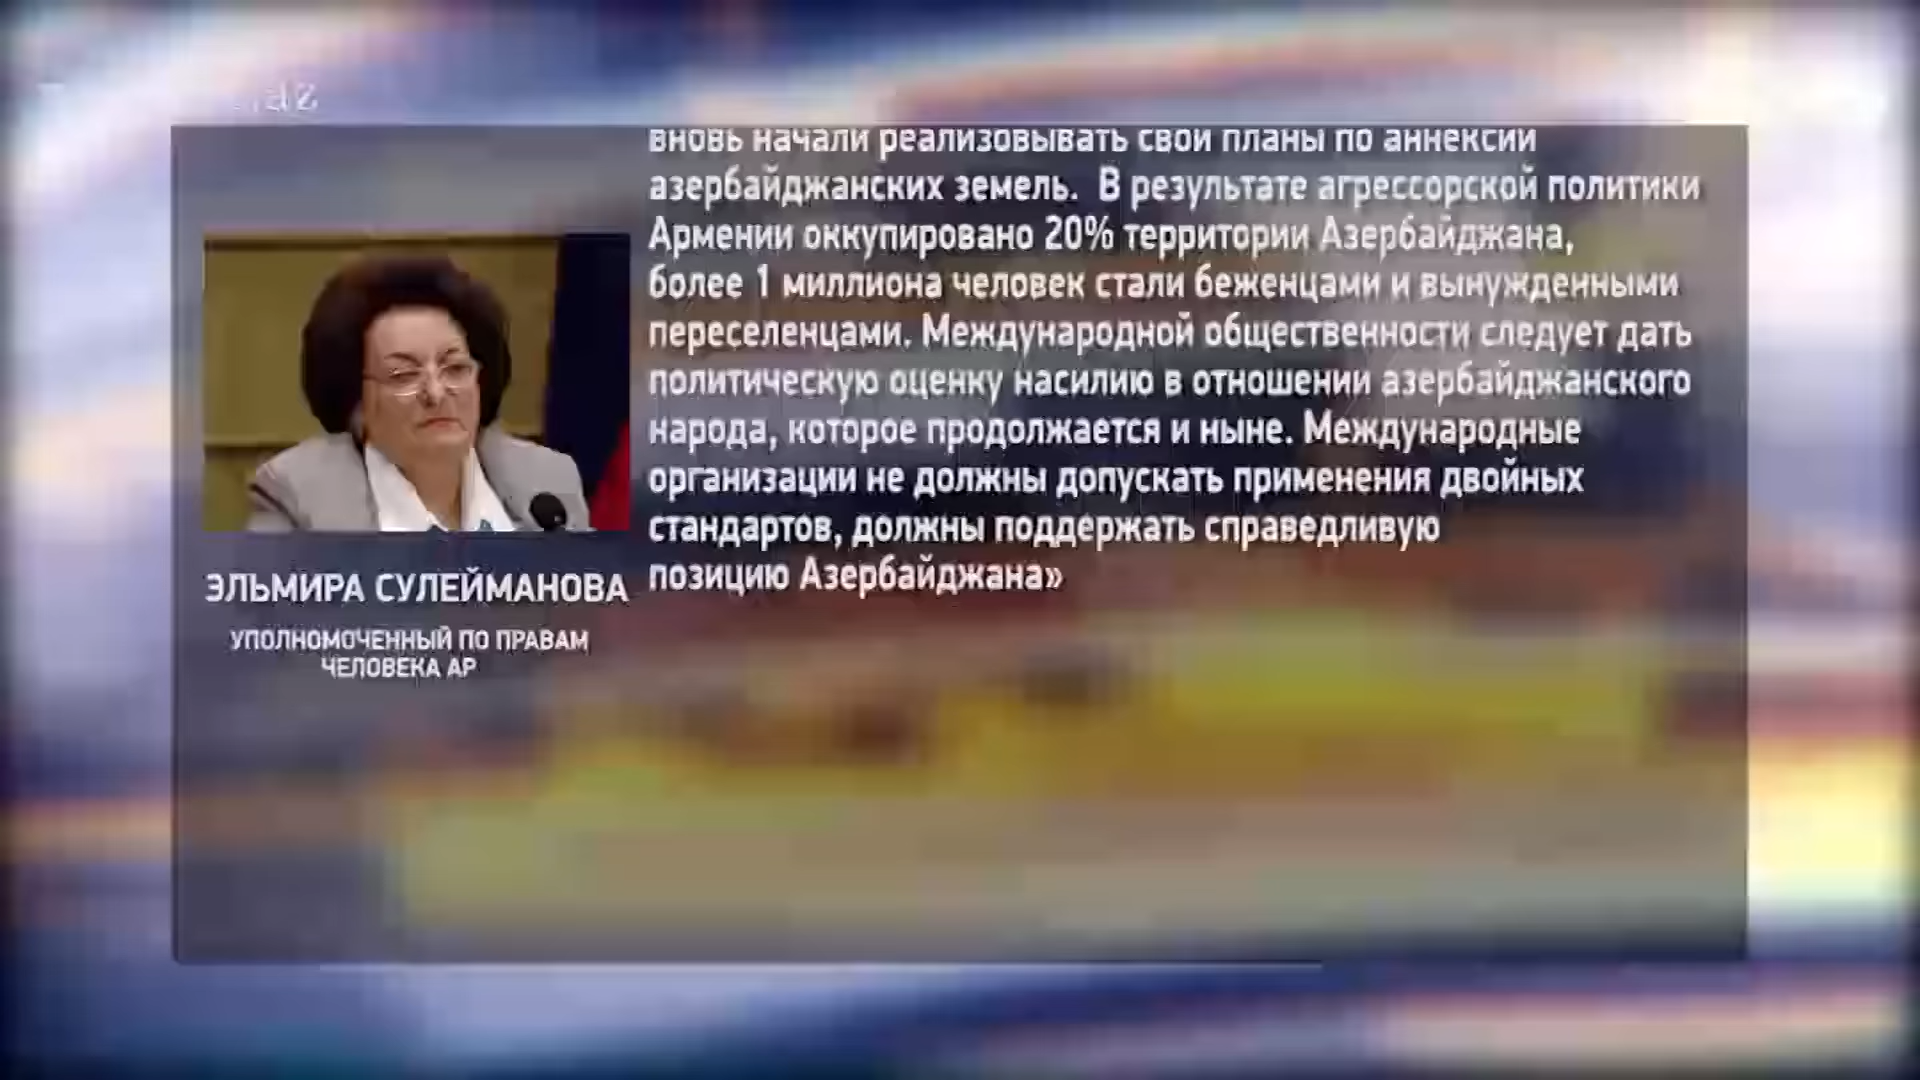 .az
вновь начали реализовывать свои планы по аннексии
азербайджанских земель. В результате агрессорской политики
Армении оккупировано 20% территории Азербайджана,
более 1 миллиона человек стали беженцами и вынужденными
переселенцами. Международной общественности следует дать
политическую оценку насилию в отношении азербайджанского
народа, которое продолжается и ныне. Международные
организации не должны допускать применения двойных
стандартов, должны поддержать справедливую
позицию Азербайджана»
ЭЛЬМИРА СУЛЕЙМАНОВА
УПОЛНОМОЧЕННЫЙ ПО ПРАВАМ
ЧЕЛОВЕКА АР